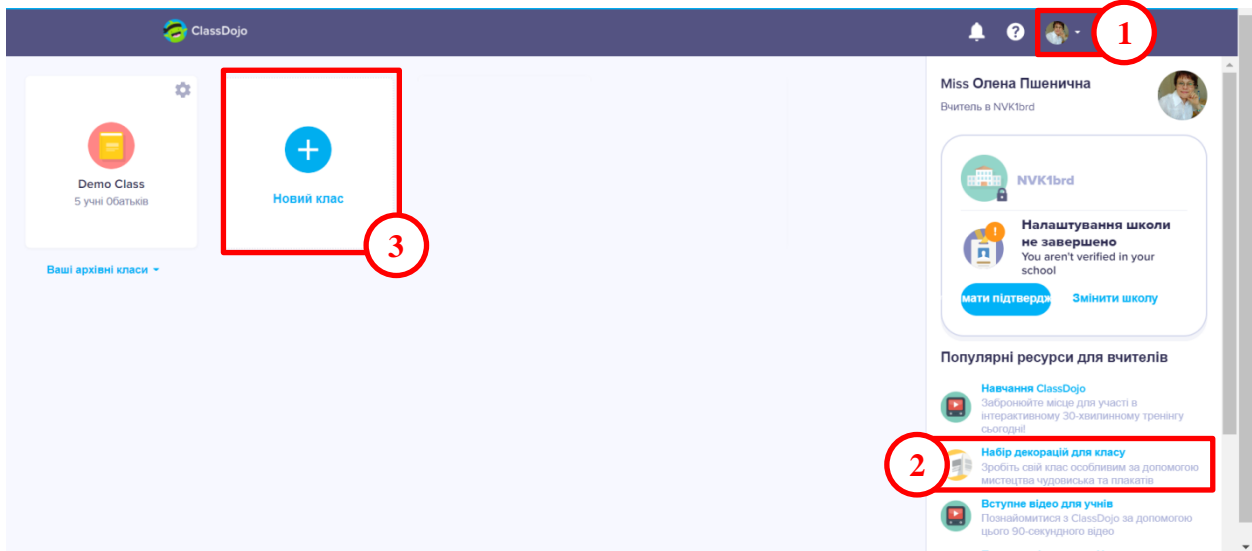 ClassDojo
1
Demo Class
5 учні 0батьків
Новий клас
3
Ваші архівні класи
Miss Олена Пшенична
Вчитель в NVK1brd
NVK1brd
Налаштування школи
не завершено
You aren't verified in your
school
мати підтвердж
Змінити школу
Популярні ресурси для вчителів
Навчання ClassDojo
Забронюйте місце для участі в
інтерактивному 30-хвилинному тренінгу
сьогодні!
2
Набір декорацій для класу
Зробіть свій клас особливим за допомогою
мистецтва чудовиська та плакатів
Вступне відео для учнів
Познайомитися з ClassDojo за допомогою
цього 90-секундного відео